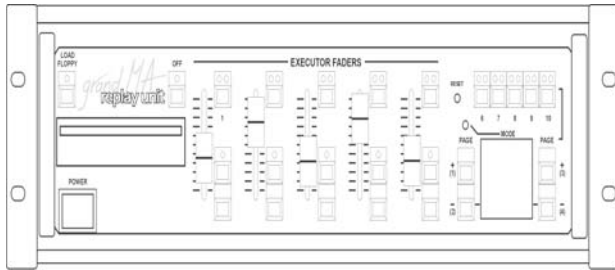 LOAD
FLOPPY
OFF
EXECUTOR FADERS
grandMA
replay unit
RESET
1
6 7 8 9 10
MODE
PAGE
PAGE
POWER
+
(1)
+
(3)
-
(2)
-